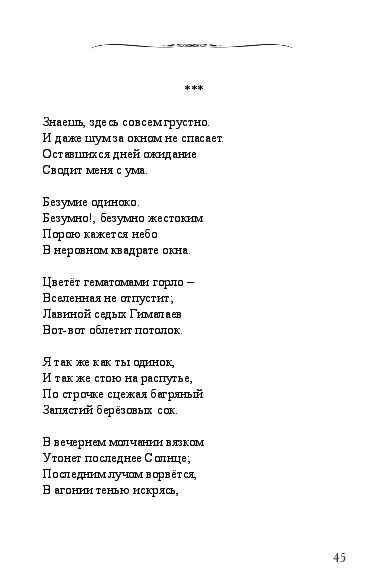 ***
Знаешь, здесь совсем грустно.
И даже шум за окном не спасает.
Оставшихся дней ожидание
Сводит меня с ума.
Безумие одиноко.
Безумно!, безумно жестоким
Порою кажется небо
В неровном квадрате окна.
Цветёт гематомами горло –
Вселенная не отпустит;
Лавиной седых Гималаев
Вот-вот облетит потолок.
Я так же как ты одинок,
И так же стою на распутье,
По строчке сцежая багряный
Запястий берёзовых сок.
В вечернем молчании вязком
Утонет последнее Солнце;
Последним лучом ворвётся,
В агонии тенью искрясь,
45